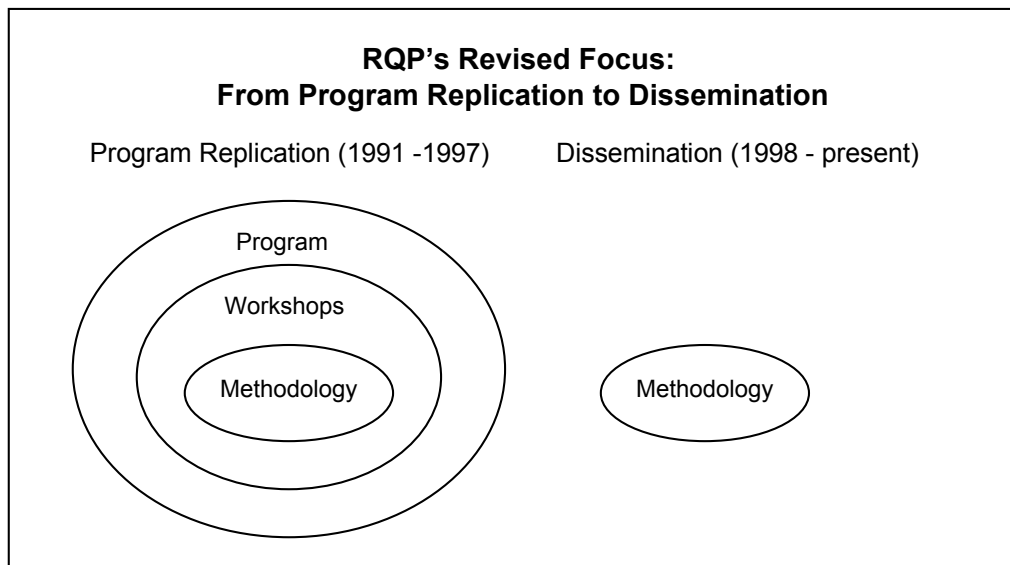 RQP’s Revised Focus:
From Program Replication to Dissemination
Program Replication (1991 -1997)
Dissemination (1998 - present)
Program
Workshops
Methodology
Methodology